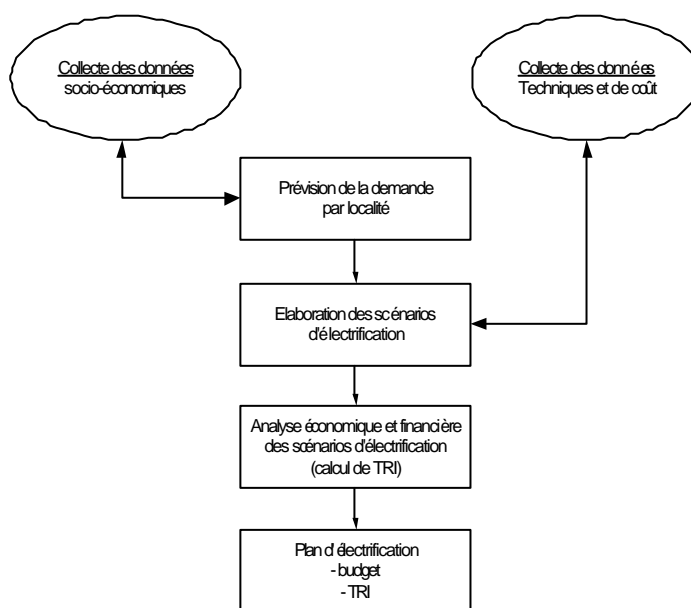 Collecte des données
socio-économiques
Collecte des données
Techniques et de coût
Prévision de la demande
par localité
Elaboration des scénarios
d'électrification
Analyse économique et financière
des scénarios d'électrification
(calcul de TRI)
Plan d'électrification
- budget
- TRI